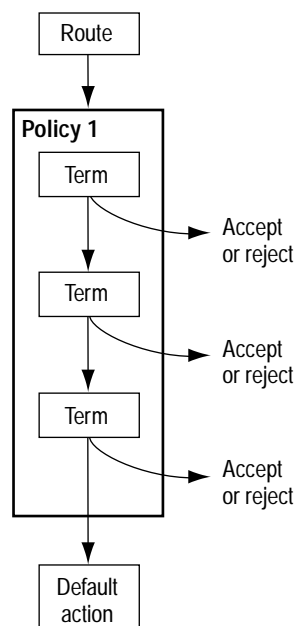 Route
Policy 1
Term
Accept
or reject
Term
Accept
or reject
Term
Accept
or reject
Default
action